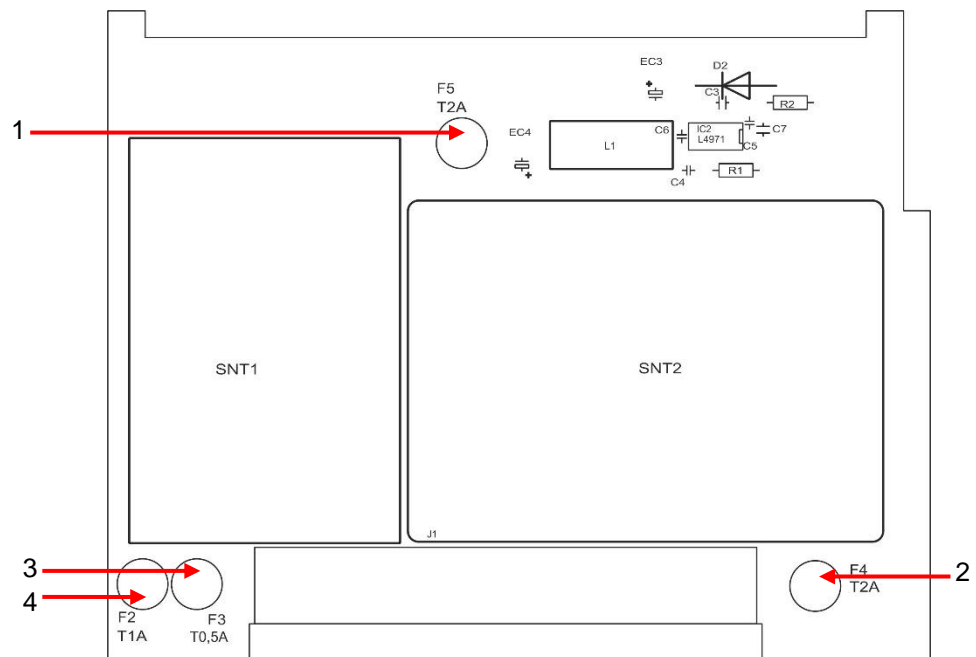 EC3
D2
F5
T2A
C3
R2
1
EC4
C6
IC2
L4971
C7
L1
C5
C4
R1
SNT1
SNT2
J1
3
4
F4
T2A
2
F2
T1A
F3
T0,5A